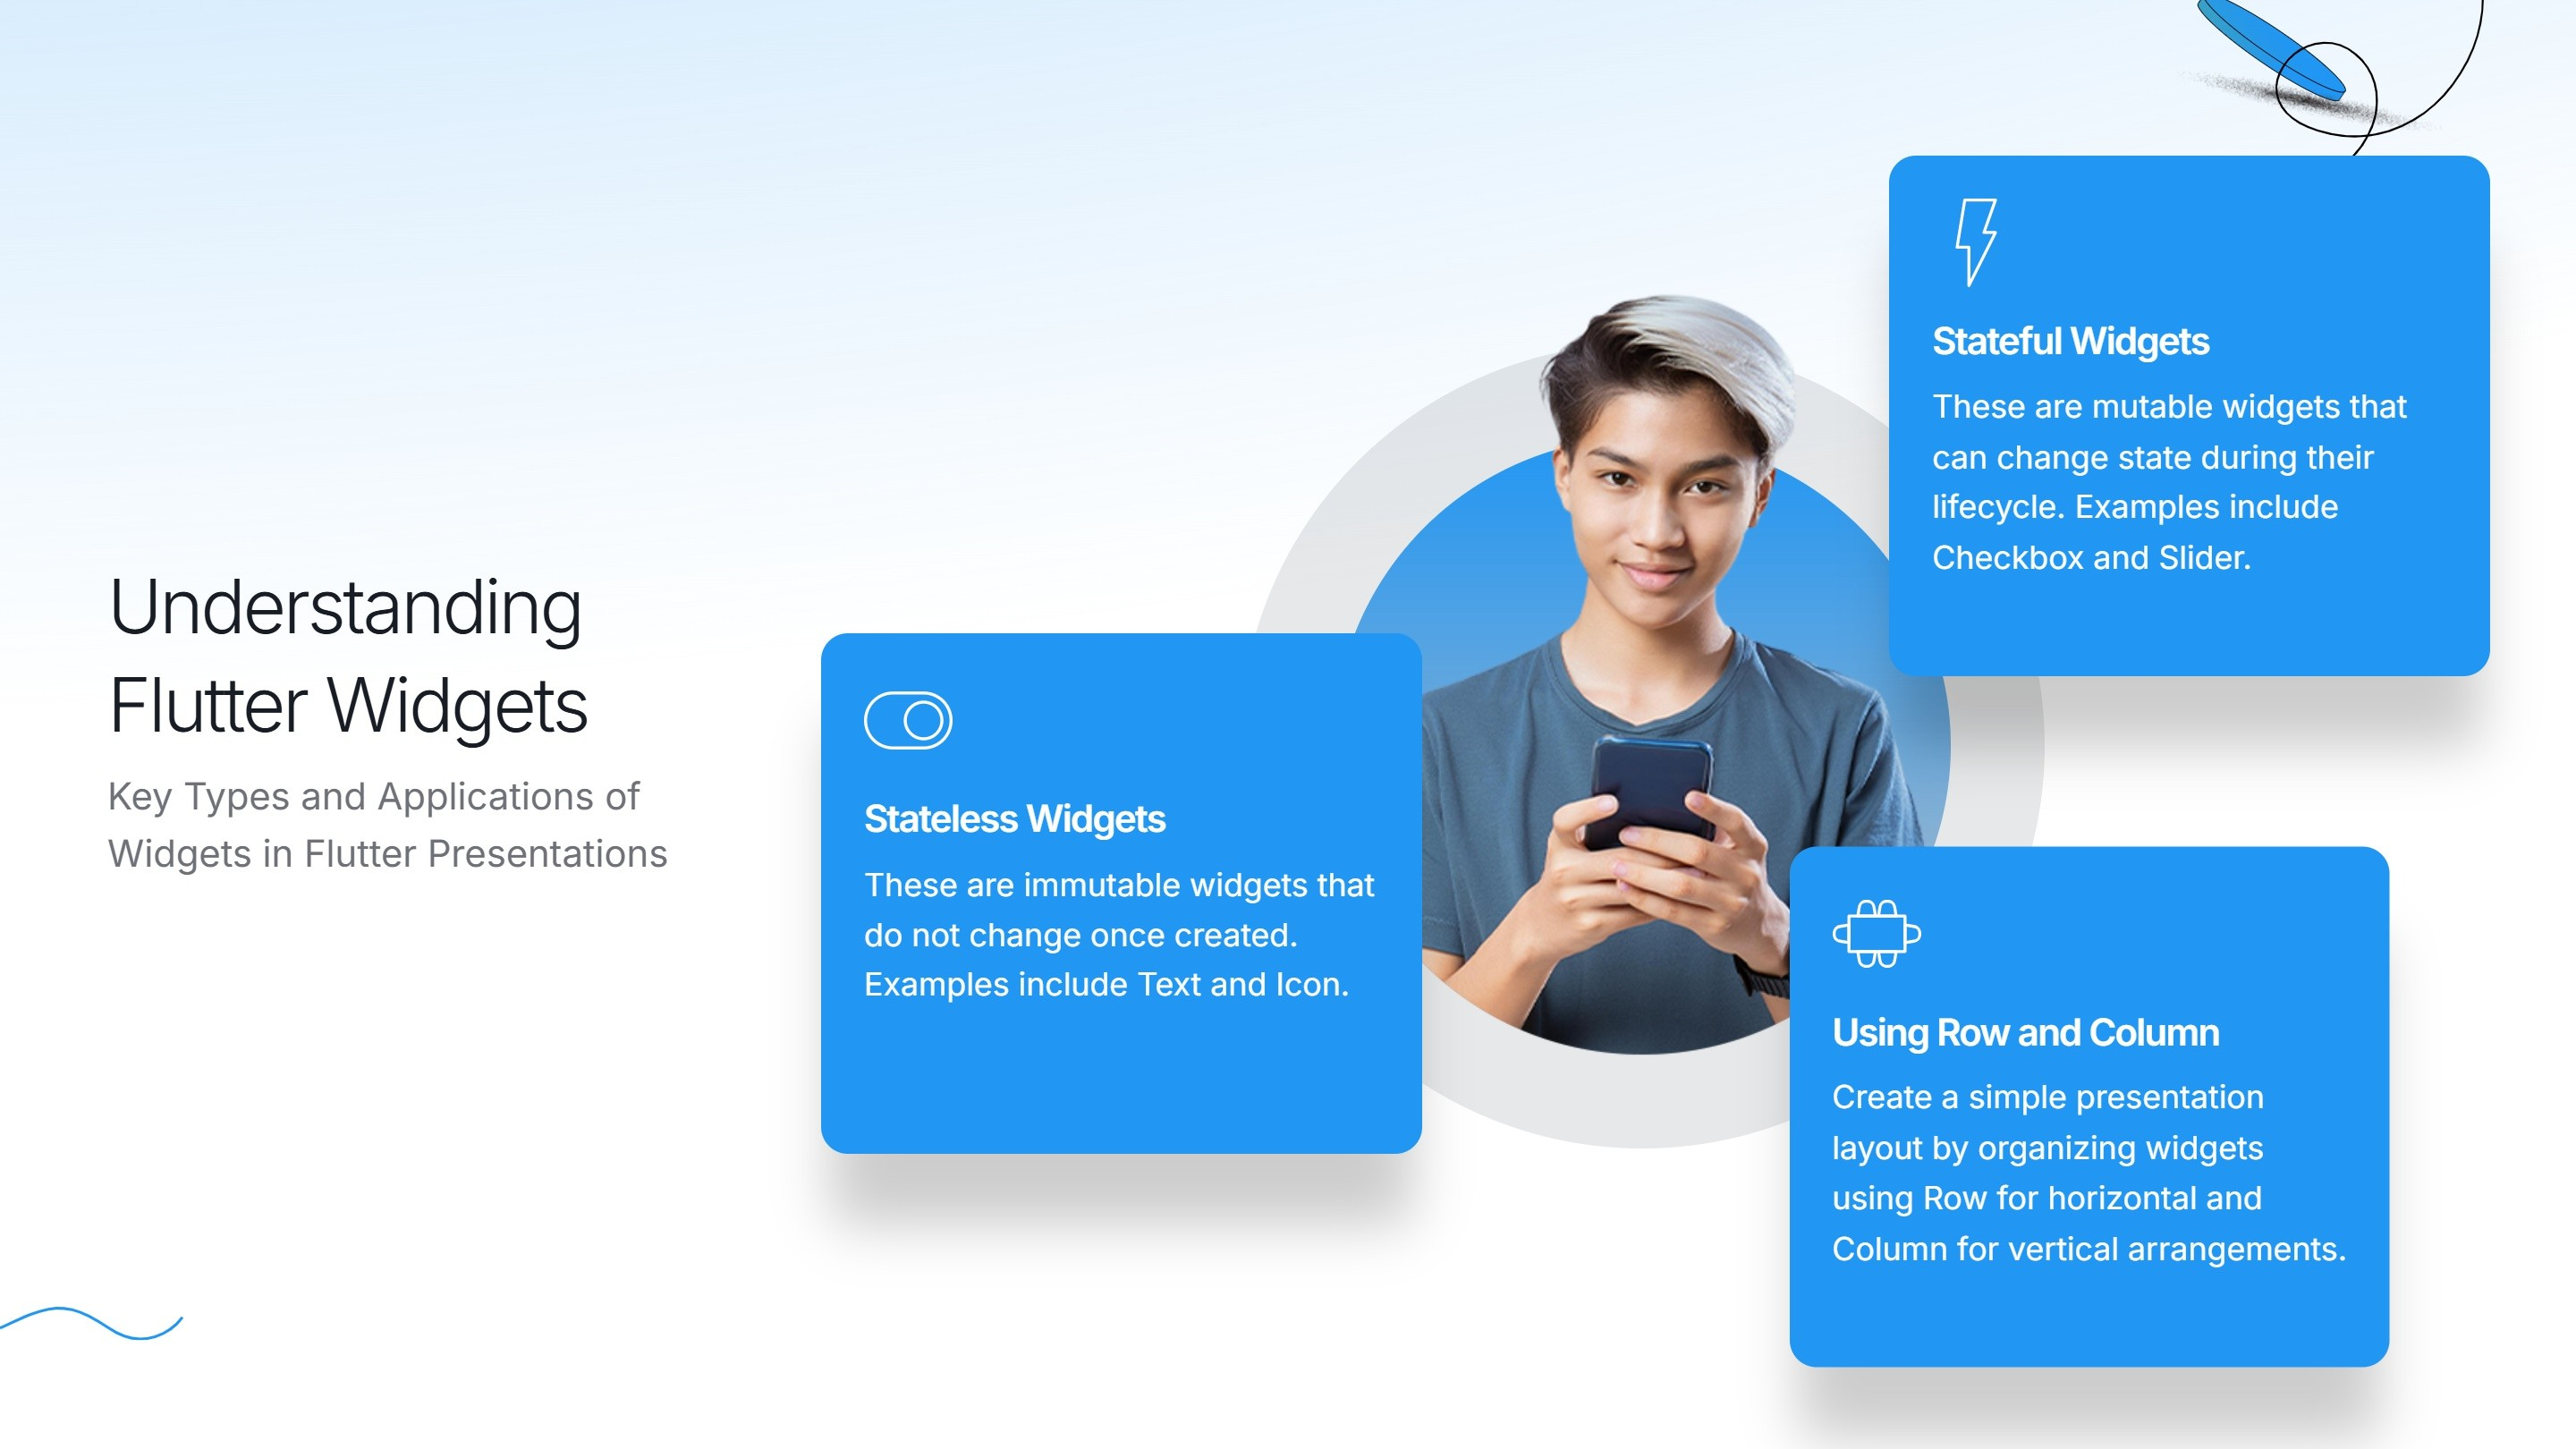 Understanding
Flutter Widgets
Key Types and Applications of
Widgets in Flutter Presentations
Stateless Widgets
These are immutable widgets that
do not change once created.
Examples include Text and Icon.
Stateful Widgets
These are mutable widgets that
can change state during their
lifecycle. Examples include
Checkbox and Slider.
Using Row and Column
Create a simple presentation
layout by organizing widgets
using Row for horizontal and
Column for vertical arrangements.